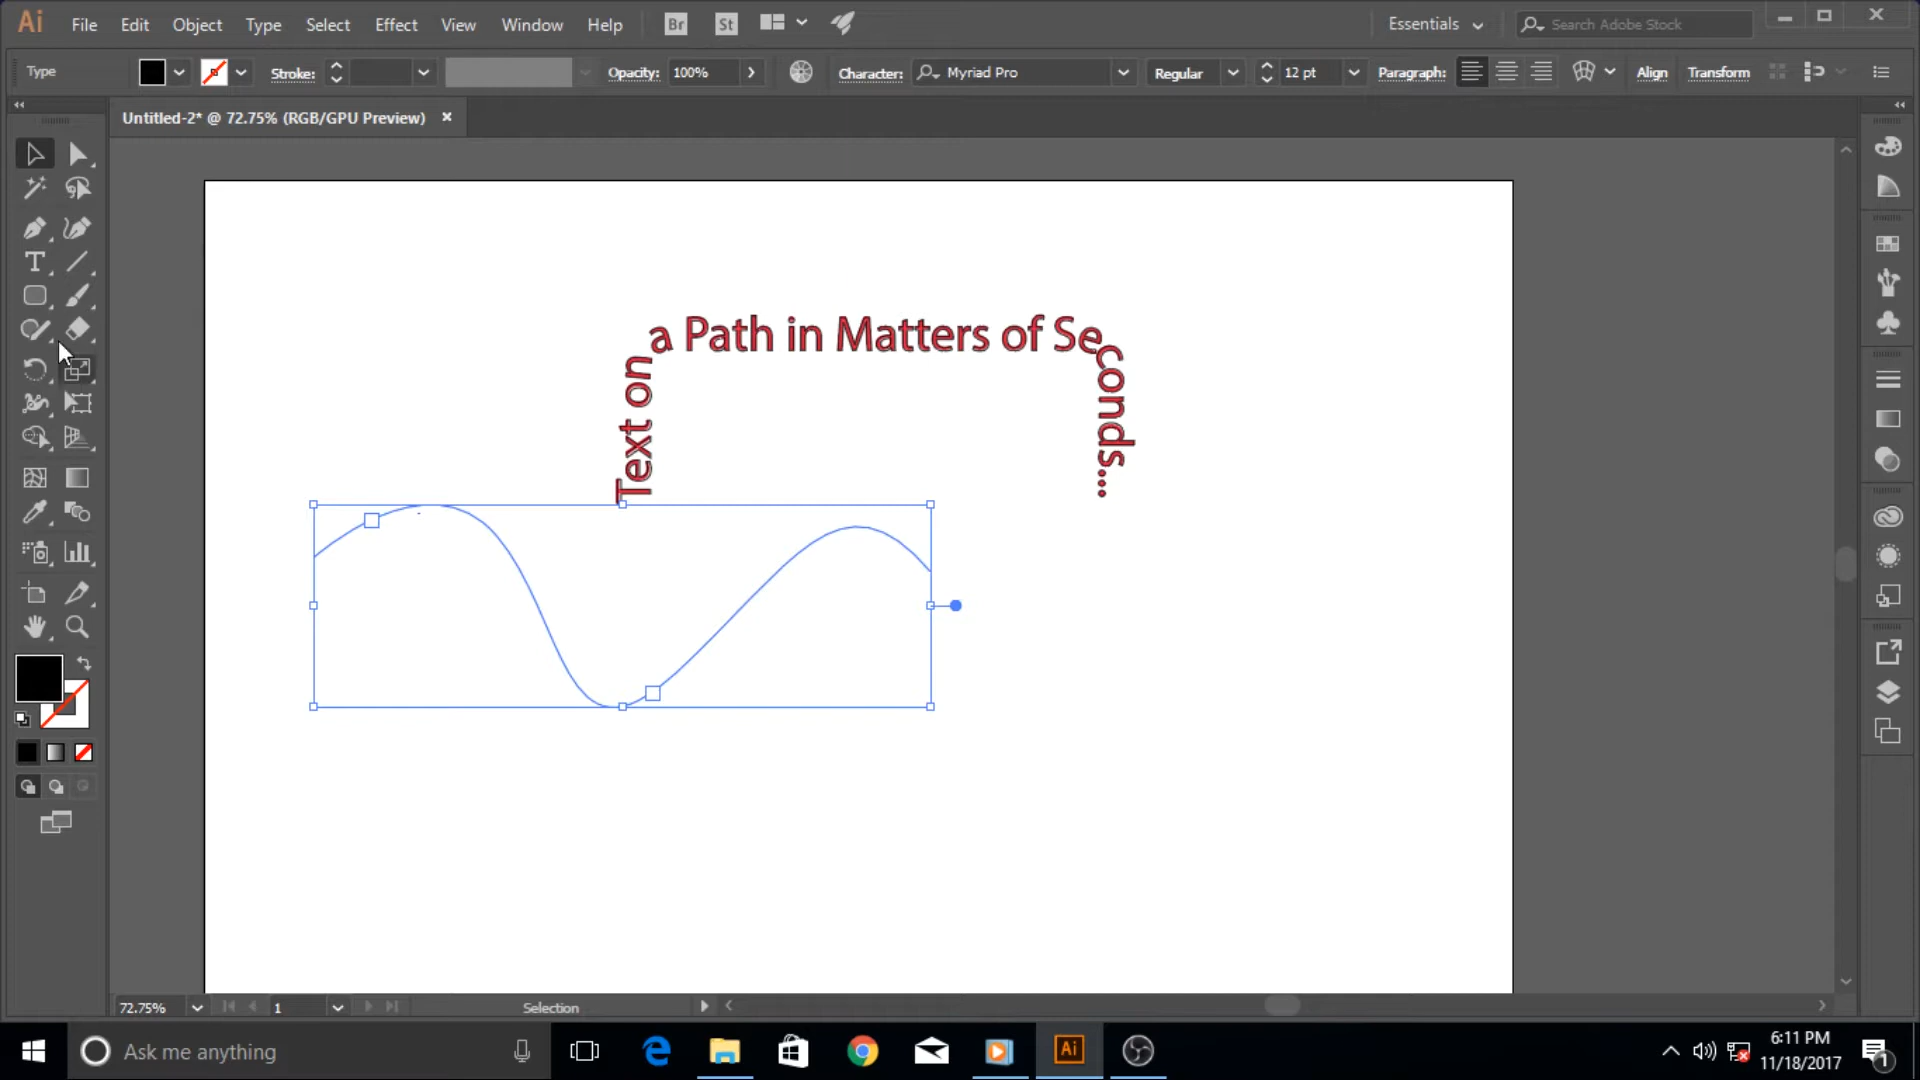 Ai File Edit Object Type Select Effect View Window Help Br St Essentials Search Adobe Stock
Type Stroke: Opacity: 100% Character: Myriad Pro Regular 12 pt Paragraph: Align Transform
Untitled-2* @ 72.75% (RGB/GPU Preview)
Text on a Path in Matters of Seconds...
72.75% 1 Selection
Ask me anything Ai 6:11 PM
11/18/2017 1